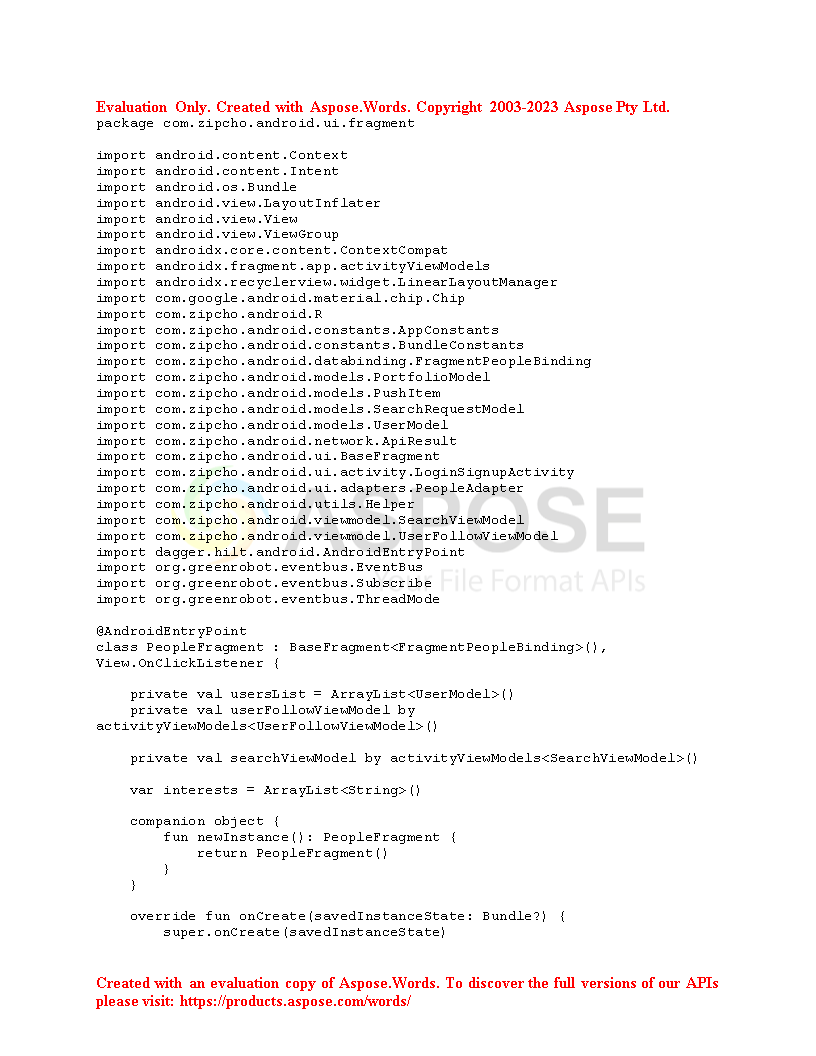 Evaluation Only. Created with Aspose.Words. Copyright 2003-2023 Aspose Pty Ltd.
package com.zipcho.android.ui.fragment
import android.content.Context
import android.content.Intent
import android.os.Bundle
import android.view.LayoutInflater
import android.view.View
import android.view.ViewGroup
import androidx.core.content.ContextCompat
import androidx.fragment.app.activityViewModels
import androidx.recyclerview.widget.LinearLayoutManager
import com.google.android.material.chip.Chip
import com.zipcho.android.R
import com.zipcho.android.constants.AppConstants
import com.zipcho.android.constants.BundleConstants
import com.zipcho.android.databinding.FragmentPeopleBinding
import com.zipcho.android.models.PortfolioModel
import com.zipcho.android.models.PushItem
import com.zipcho.android.models.SearchRequestModel
import com.zipcho.android.models.UserModel
import com.zipcho.android.network.ApiResult
import com.zipcho.android.ui.BaseFragment
import com.zipcho.android.ui.activity.LoginSignupActivity
import com.zipcho.android.ui.adapters.PeopleAdapter
import com.zipcho.android.utils.Helper
import com.zipcho.android.viewmodel.SearchViewModel
import com.zipcho.android.viewmodel.UserFollowViewModel
import dagger.hilt.android.AndroidEntryPoint
import org.greenrobot.eventbus.EventBus
import org.greenrobot.eventbus.Subscribe
import org.greenrobot.eventbus.ThreadMode
ASPOSE
Your File Format APIs
@AndroidEntryPoint
class PeopleFragment : BaseFragment<FragmentPeopleBinding>(),
View.OnClickListener {
    private val usersList = ArrayList<UserModel>()
    private val userFollowViewModel by
activityViewModels<UserFollowViewModel>()
    private val searchViewModel by activityViewModels<SearchViewModel>()
    var interests = ArrayList<String>()
    companion object {
        fun newInstance(): PeopleFragment {
            return PeopleFragment()
        }
    }
    override fun onCreate(savedInstanceState: Bundle?) {
        super.onCreate(savedInstanceState)
Created with an evaluation copy of Aspose.Words. To discover the full versions of our APIs
please visit: https://products.aspose.com/words/